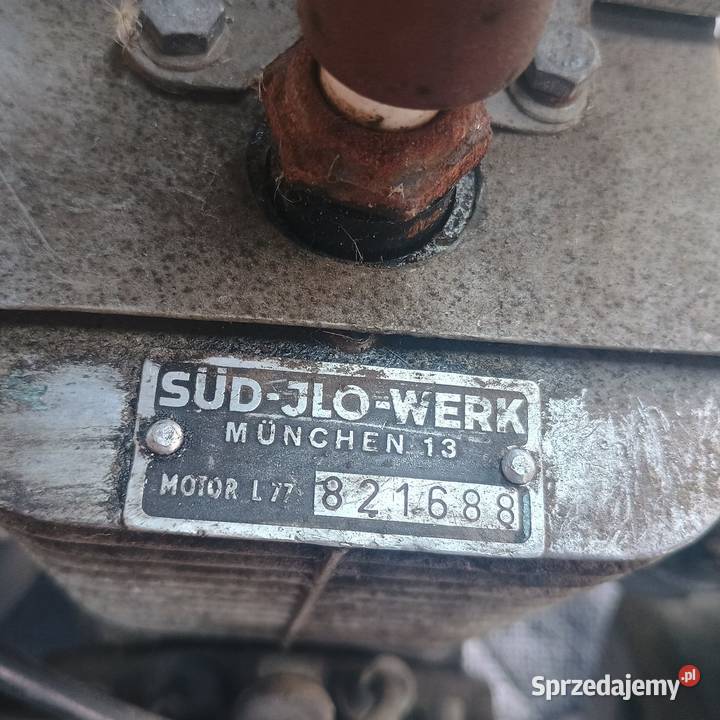 SÜD-JLO-WERK
MÜNCHEN 13
MOTOR L 77 821688
Sprzedajemy.pl